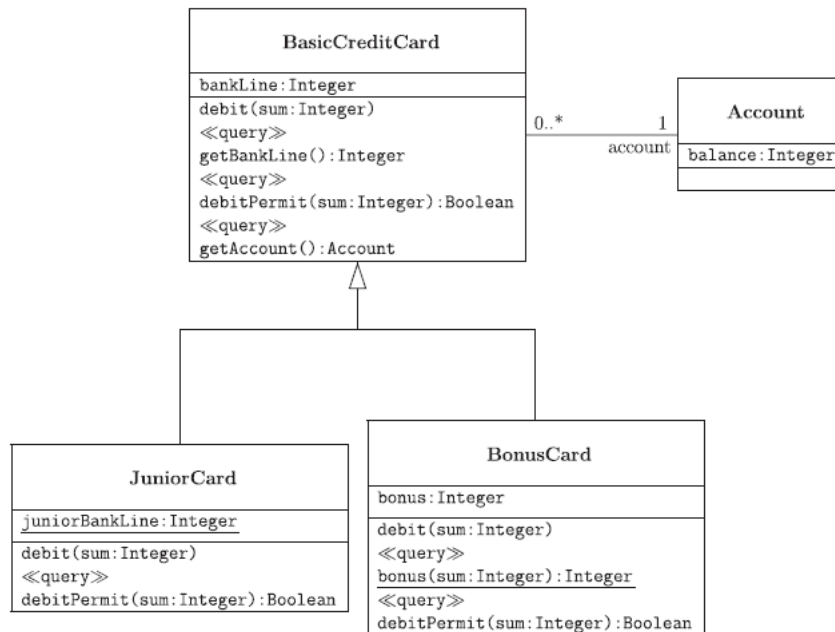 BasicCreditCard
bankLine:Integer
debit(sum:Integer)
≪query≫
getBankLine():Integer
≪query≫
debitPermit(sum:Integer):Boolean
≪query≫
getAccount():Account
0..*
1
account
Account
balance:Integer
JuniorCard
juniorBankLine:Integer
debit(sum:Integer)
≪query≫
debitPermit(sum:Integer):Boolean
BonusCard
bonus:Integer
debit(sum:Integer)
≪query≫
bonus(sum:Integer):Integer
≪query≫
debitPermit(sum:Integer):Boolean